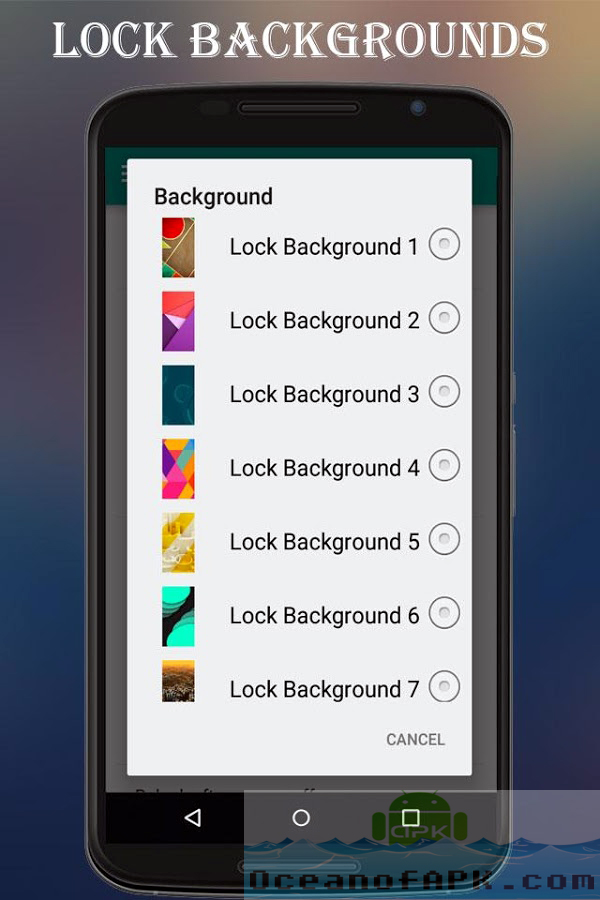 LOCK BACKGROUNDS
Background
Lock Background 1
Lock Background 2
Lock Background 3
Lock Background 4
Lock Background 5
Lock Background 6
Lock Background 7
CANCEL
APK
OceanofAPK.com